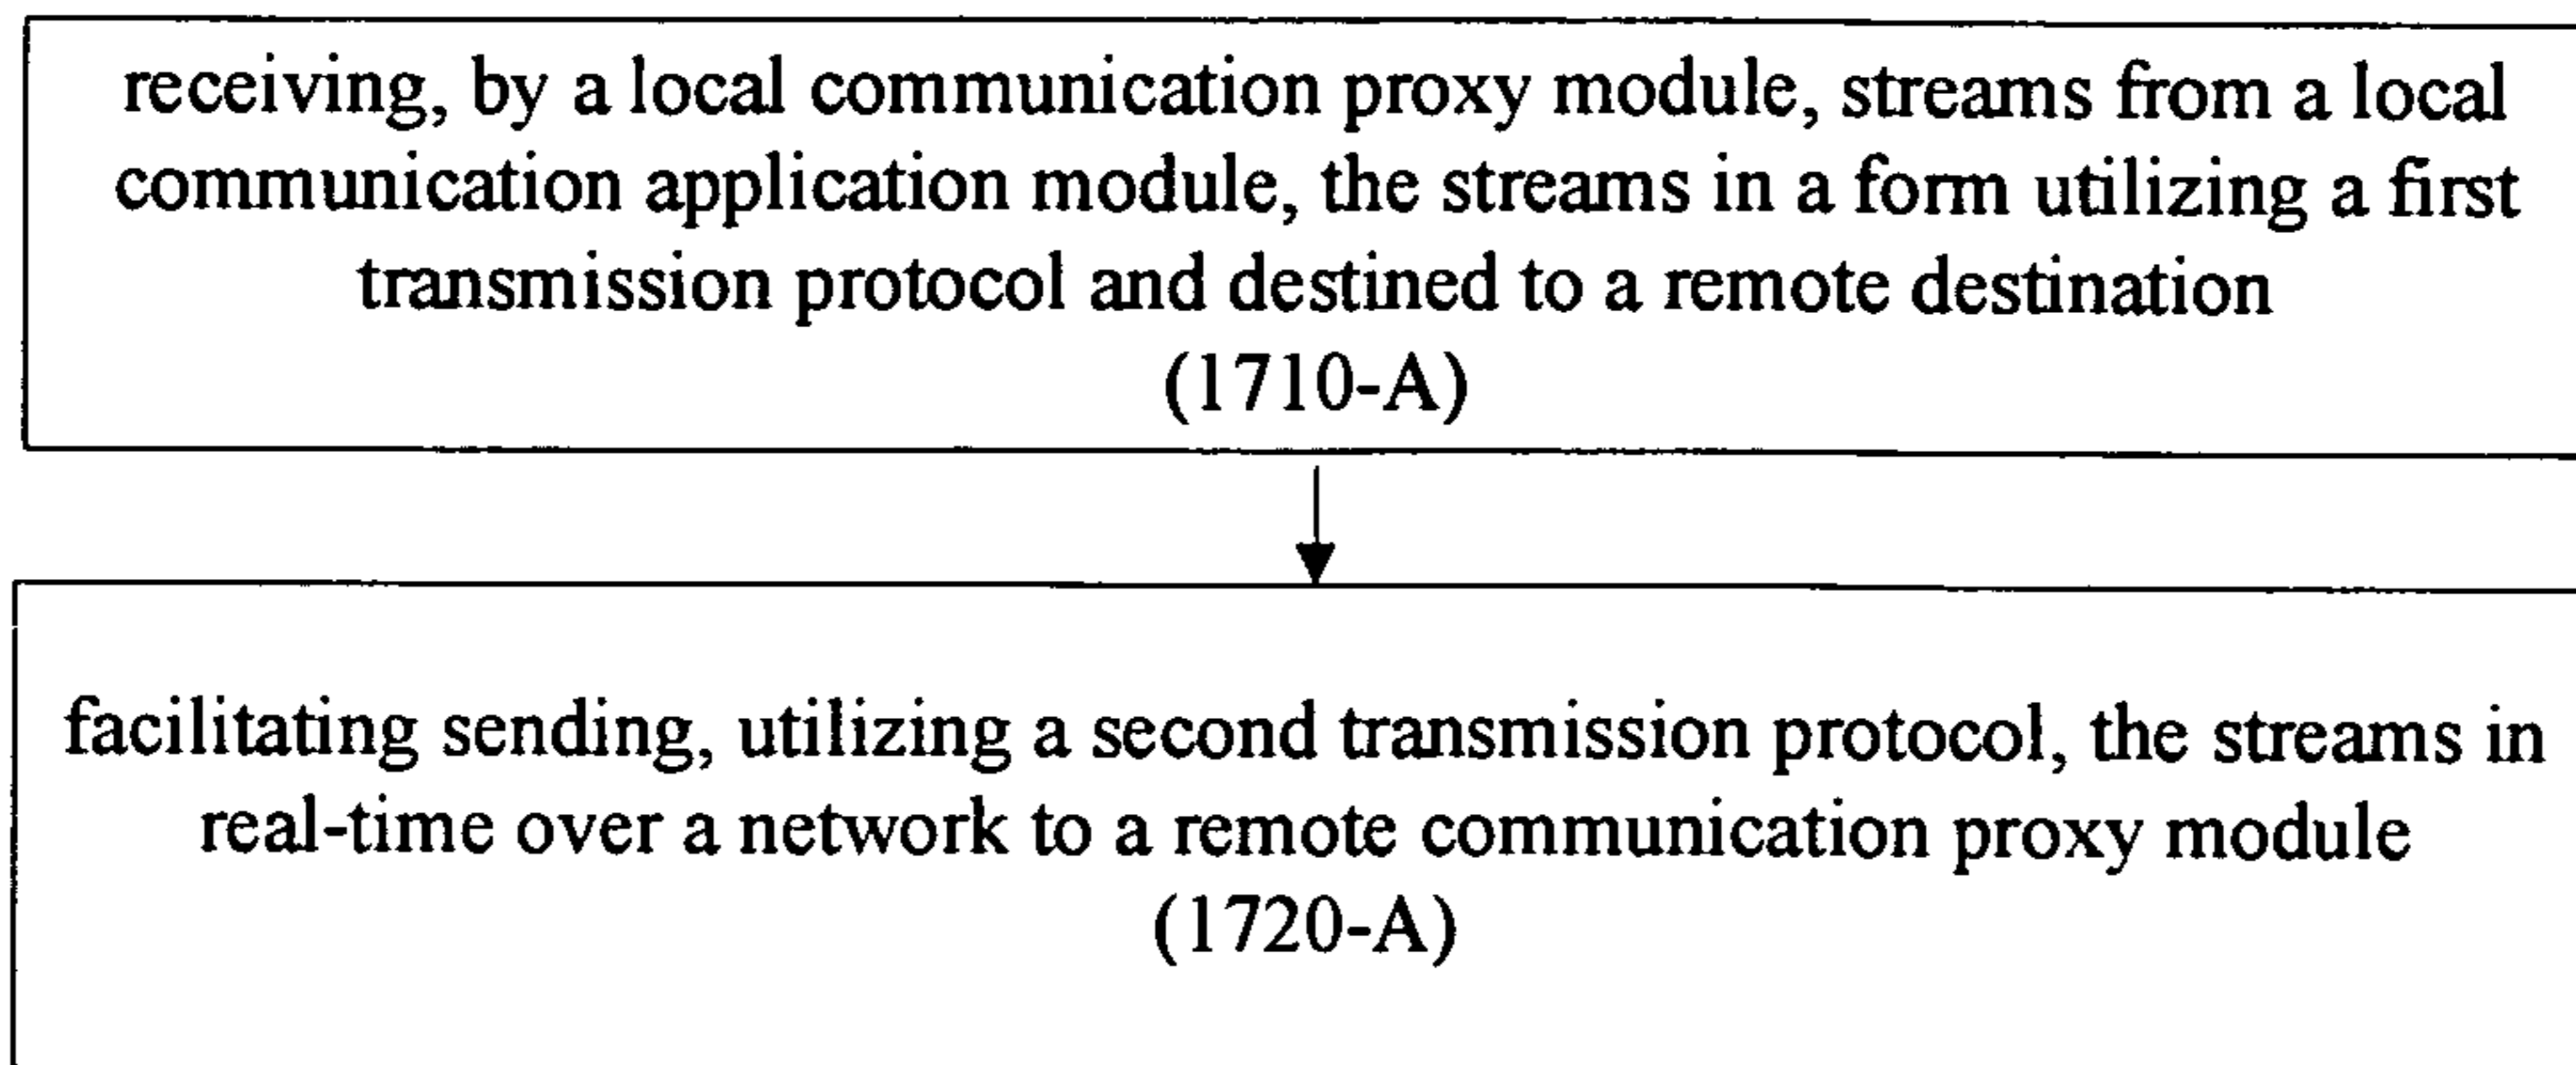 receiving, by a local communication proxy module, streams from a local
communication application module, the streams in a form utilizing a first
transmission protocol and destined to a remote destination
(1710-A)
facilitating sending, utilizing a second transmission protocol, the streams in
real-time over a network to a remote communication proxy module
(1720-A)